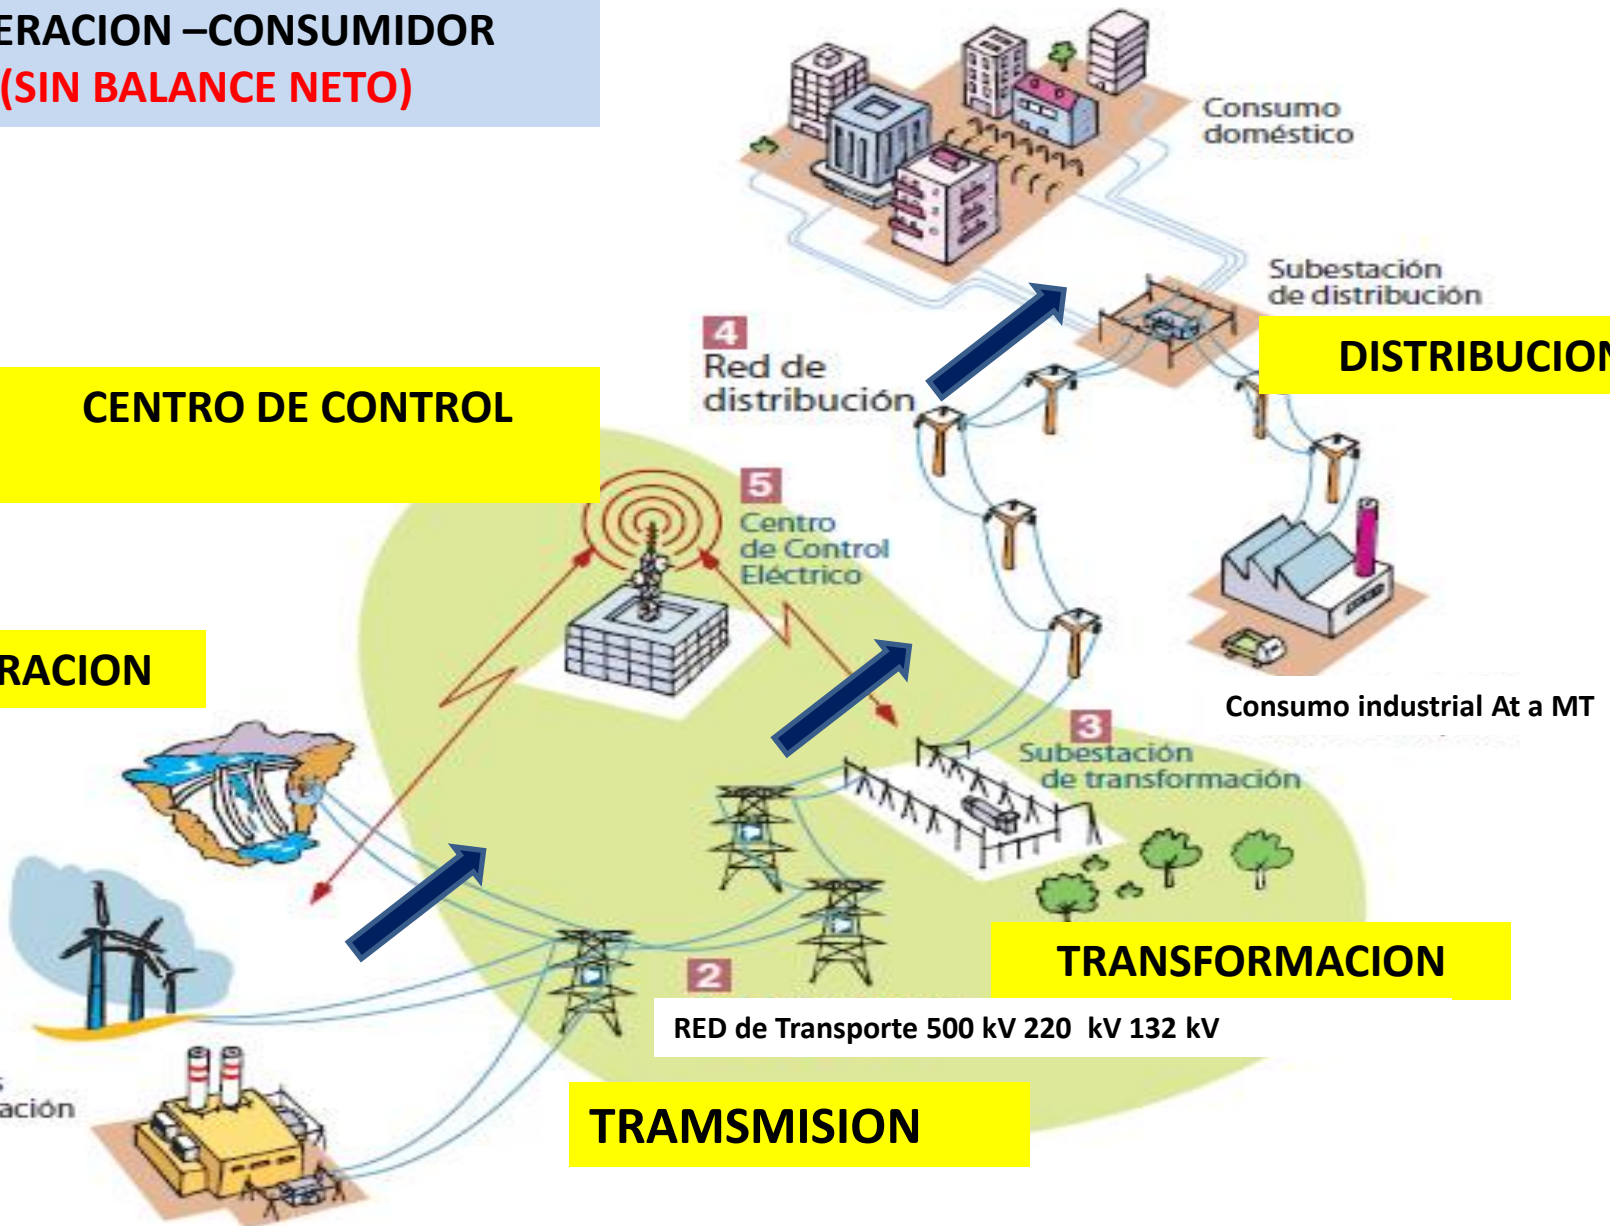 ERACION –CONSUMIDOR
(SIN BALANCE NETO)
Consumo
doméstico
Subestación
de distribución
DISTRIBUCION
4
Red de
distribución
CENTRO DE CONTROL
5
Centro
de Control
Eléctrico
RACION
Consumo industrial At a MT
3
Subestación
de transformación
TRANSFORMACION
2
RED de Transporte 500 kV 220 kV 132 kV
s
ación
TRAMSMISION